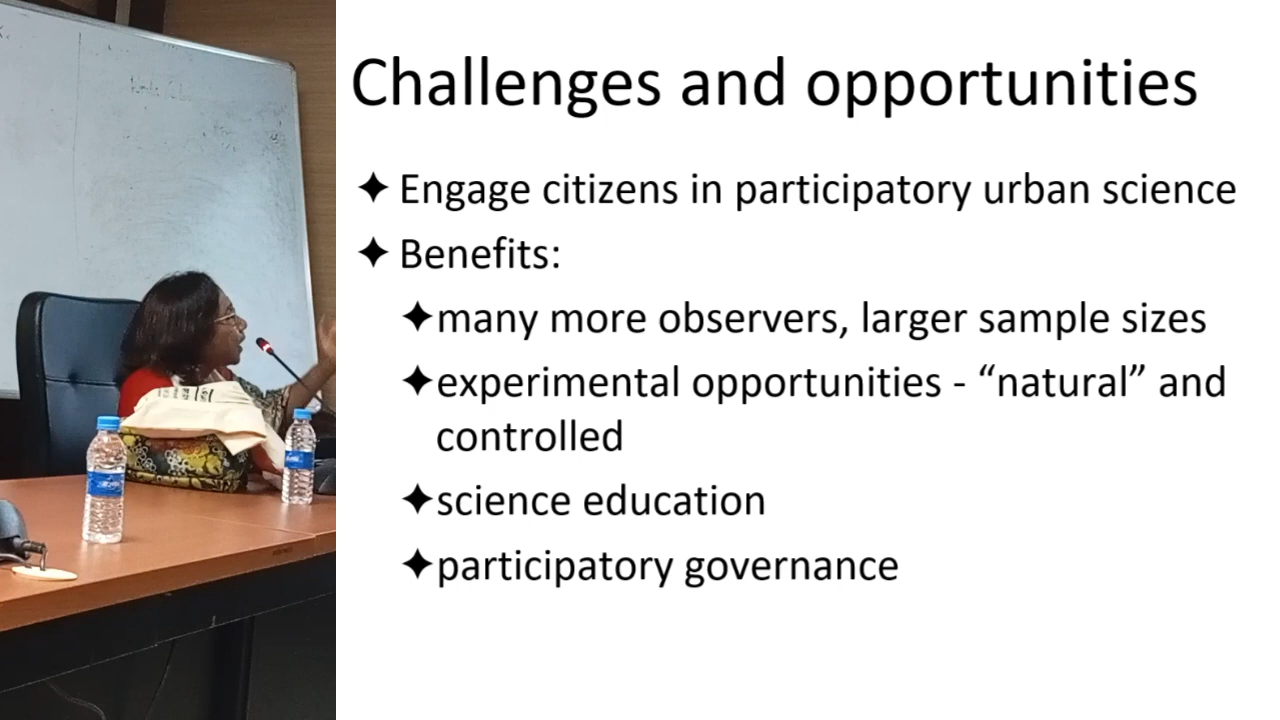 Challenges and opportunities
✦ Engage citizens in participatory urban science
✦ Benefits:
✦many more observers, larger sample sizes
✦experimental opportunities - “natural” and
controlled
✦science education
✦participatory governance